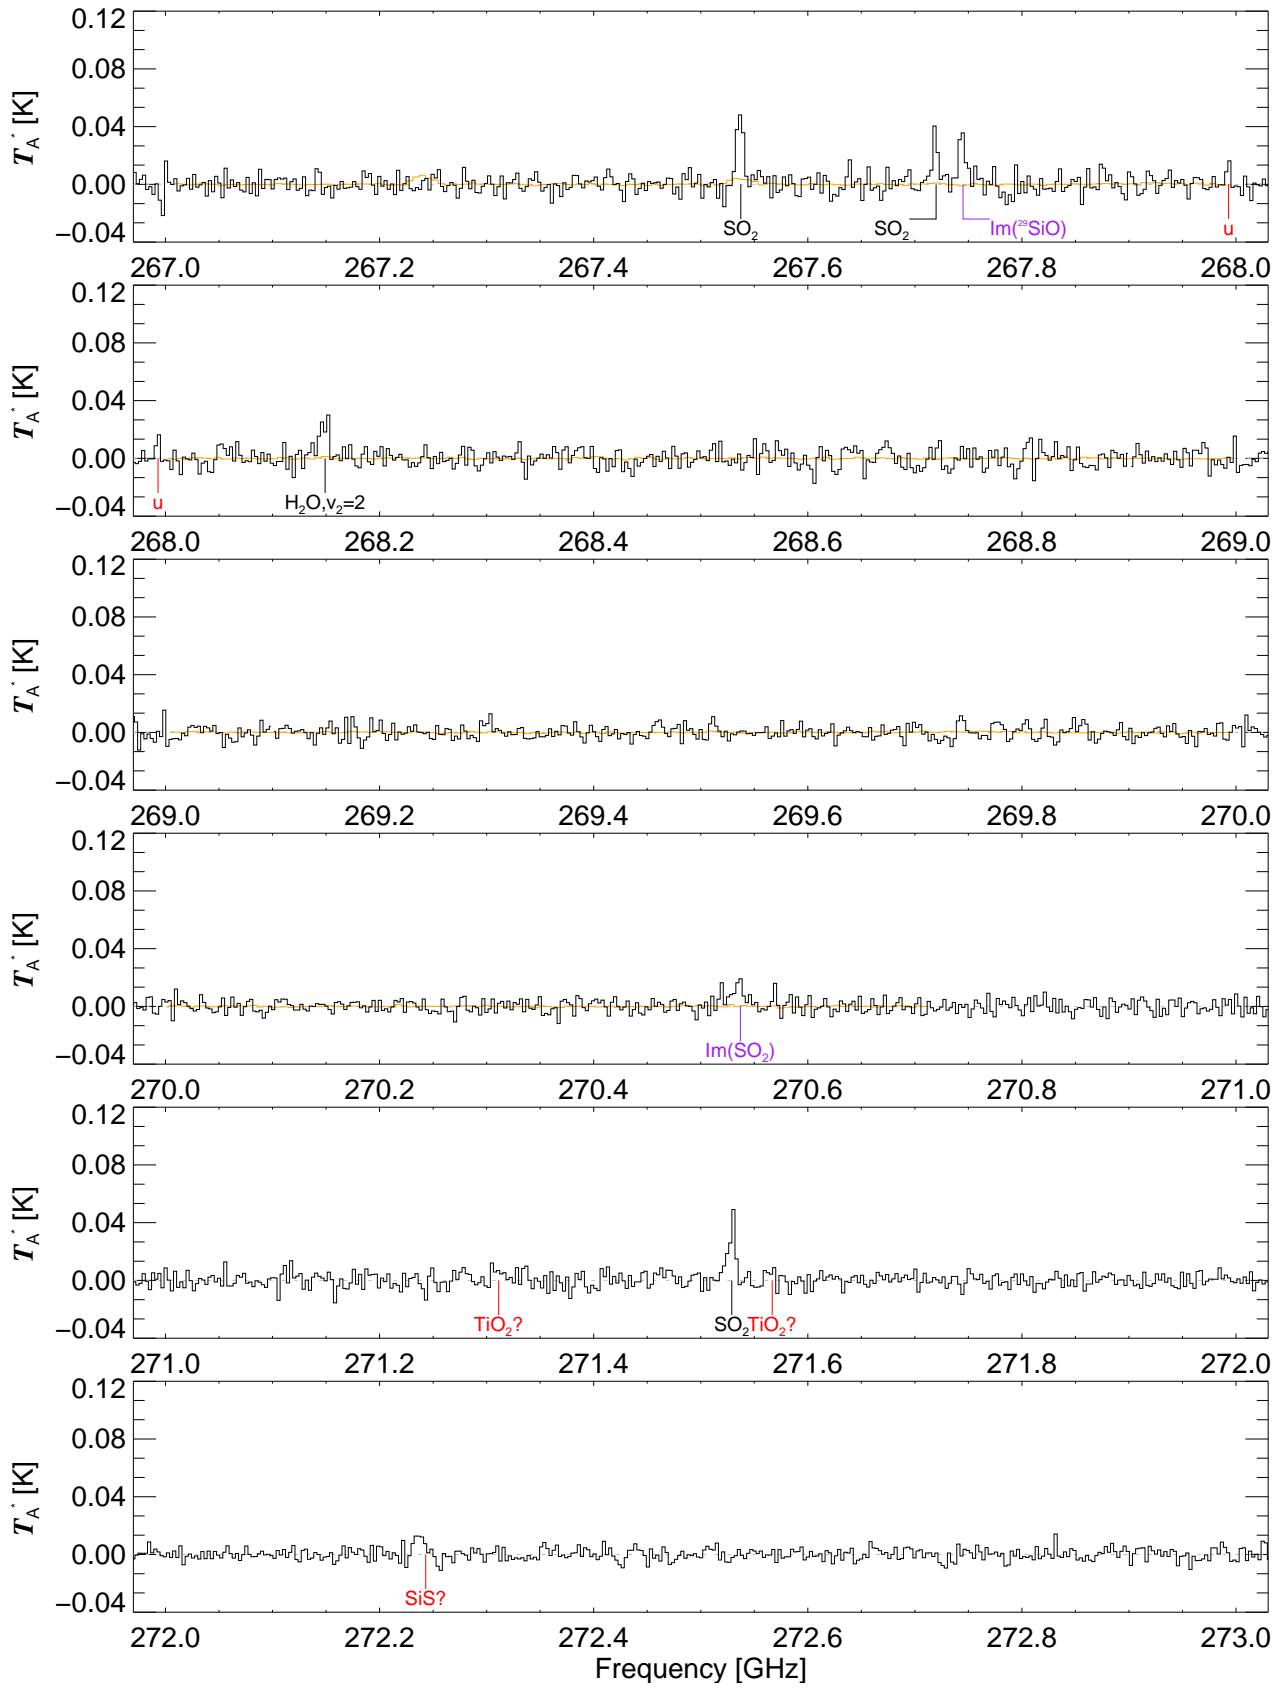 0.12
0.08
0.04
0.00
−0.04
T_A^* [K]
SO₂
SO₂
Im(²⁹SiO)
u
267.0 267.2 267.4 267.6 267.8 268.0
0.12
0.08
0.04
0.00
−0.04
T_A^* [K]
u
H₂O,v₂=2
268.0 268.2 268.4 268.6 268.8 269.0
0.12
0.08
0.04
0.00
−0.04
T_A^* [K]
269.0 269.2 269.4 269.6 269.8 270.0
0.12
0.08
0.04
0.00
−0.04
T_A^* [K]
Im(SO₂)
270.0 270.2 270.4 270.6 270.8 271.0
0.12
0.08
0.04
0.00
−0.04
T_A^* [K]
TiO₂? SO₂ TiO₂?
271.0 271.2 271.4 271.6 271.8 272.0
0.12
0.08
0.04
0.00
−0.04
T_A^* [K]
SiS?
272.0 272.2 272.4 272.6 272.8 273.0
Frequency [GHz]